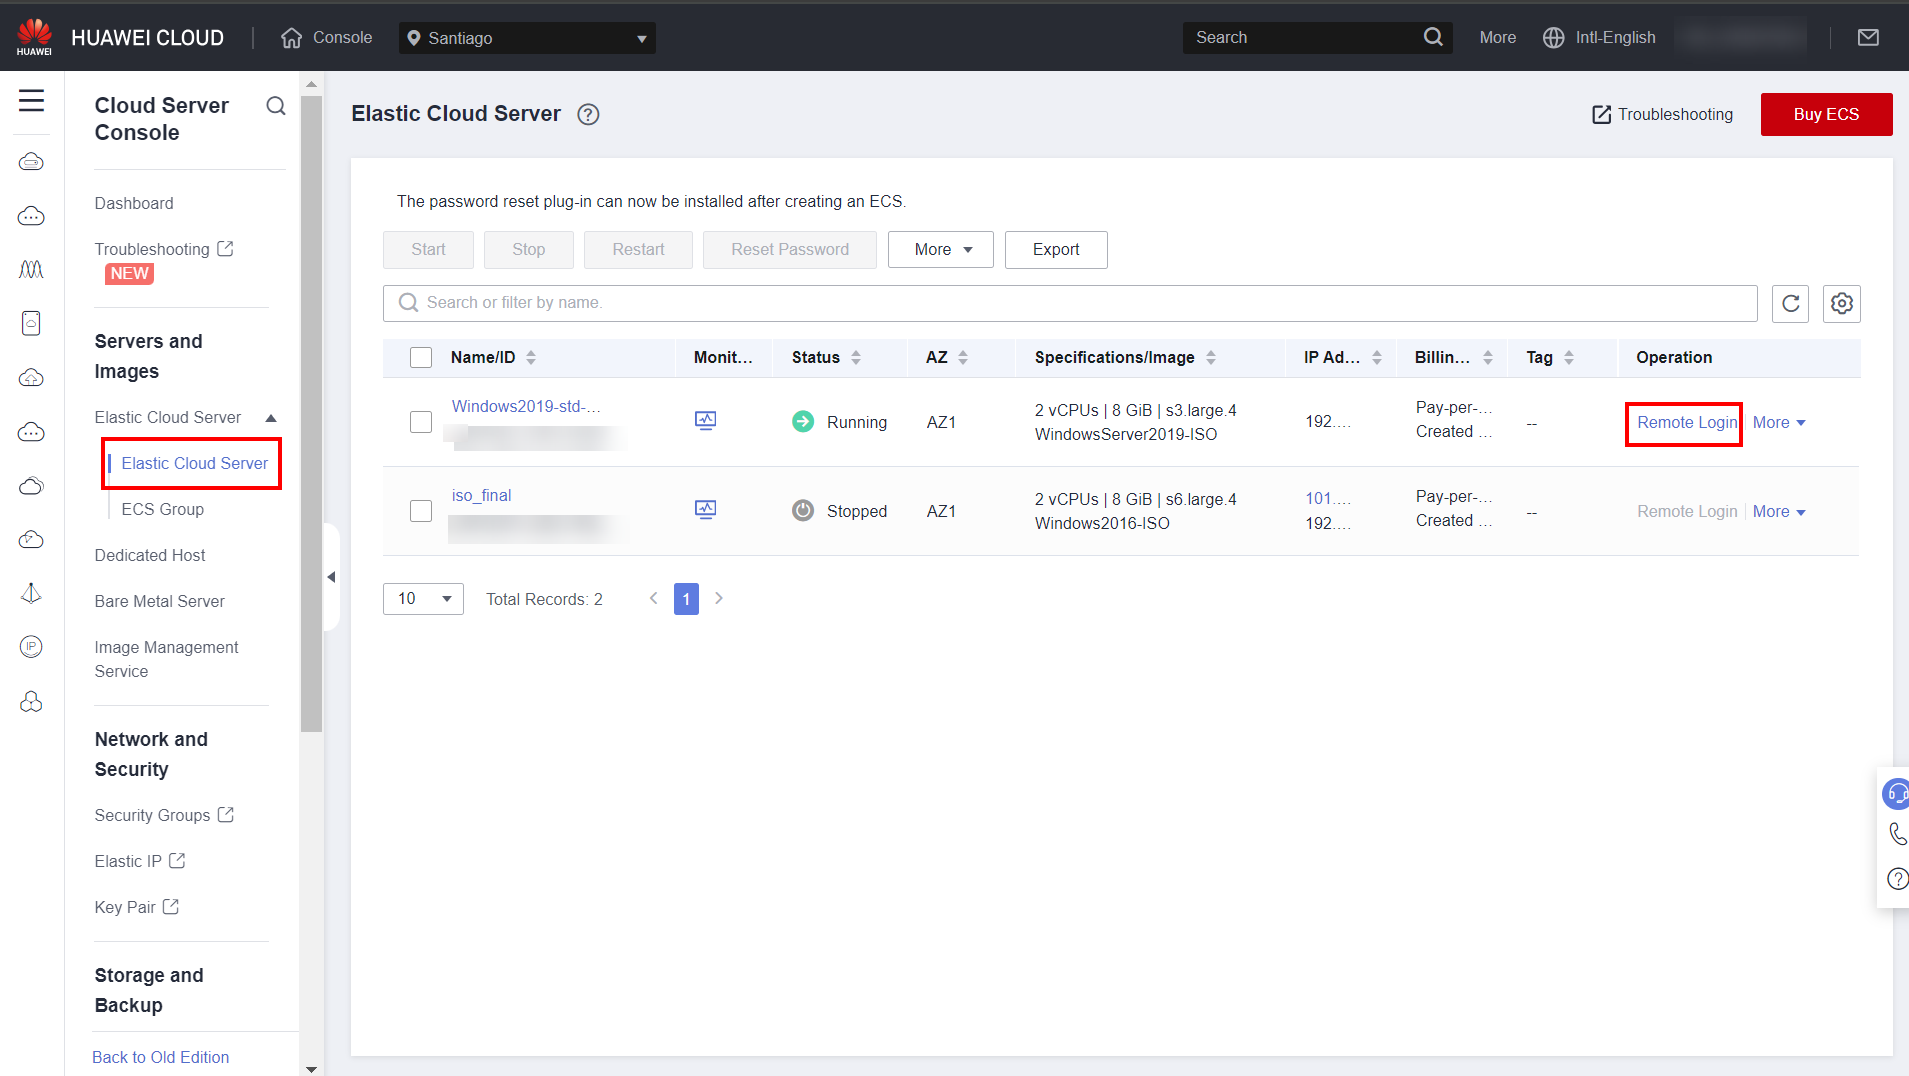 HUAWEI
HUAWEI CLOUD
Console
Santiago
Search
More
Intl-English
Cloud Server
Console
Dashboard
Troubleshooting
NEW
Servers and
Images
Elastic Cloud Server
Elastic Cloud Server
ECS Group
Dedicated Host
Bare Metal Server
Image Management
Service
Network and
Security
Security Groups
Elastic IP
Key Pair
Storage and
Backup
Back to Old Edition
Elastic Cloud Server ?
Troubleshooting
Buy ECS
The password reset plug-in can now be installed after creating an ECS.
Start Stop Restart Reset Password More Export
Search or filter by name.
Name/ID Monit... Status AZ Specifications/Image IP Ad... Billin... Tag Operation
Windows2019-std-...
Running
AZ1
2 vCPUs | 8 GiB | s3.large.4
WindowsServer2019-ISO
192....
Pay-per-...
Created ...
--
Remote Login More
iso_final
Stopped
AZ1
2 vCPUs | 8 GiB | s6.large.4
Windows2016-ISO
101....
192....
Pay-per-...
Created ...
--
Remote Login More
10 Total Records: 2 < 1 >
IP
?